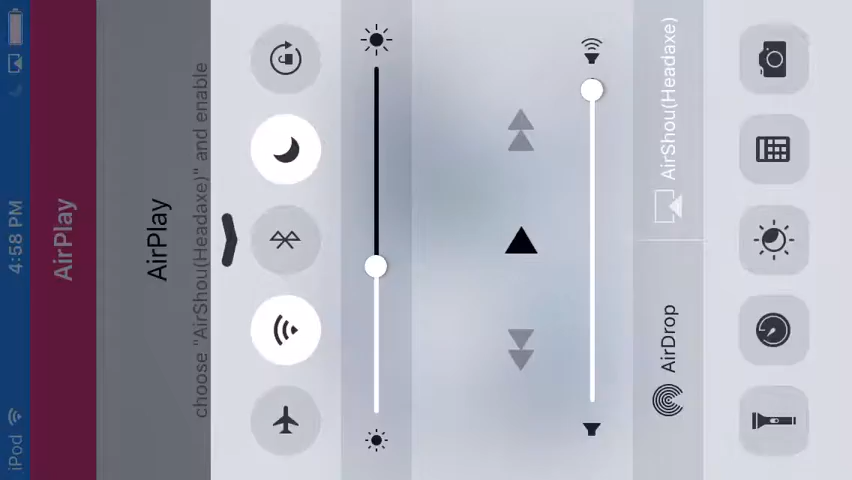 iPod 4:58 PM
AirPlay
AirPlay
choose "AirShou(Headaxe)" and enable
AirDrop
AirShou(Headaxe)